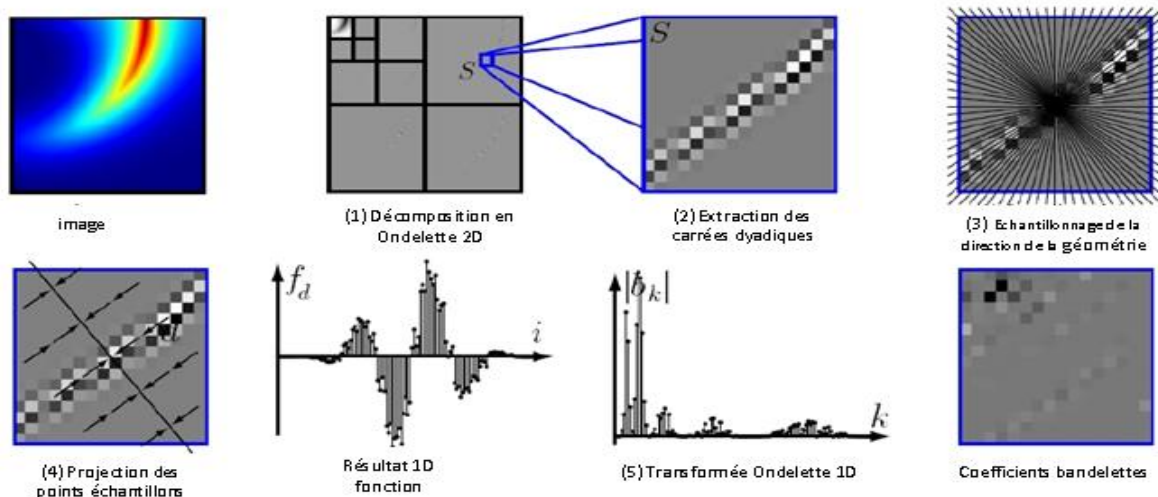 S
S
image
(1) Décomposition en
Ondelette 2D
(2) Extraction des
carrées dyadiques
(3) Echantillonnage de la
direction de la géométrie
f_d
i
|b_k|
k
d
(4) Projection des
points échantillons
Résultat 1D
fonction
(5) Transformée Ondelette 1D
Coefficients bandelettes